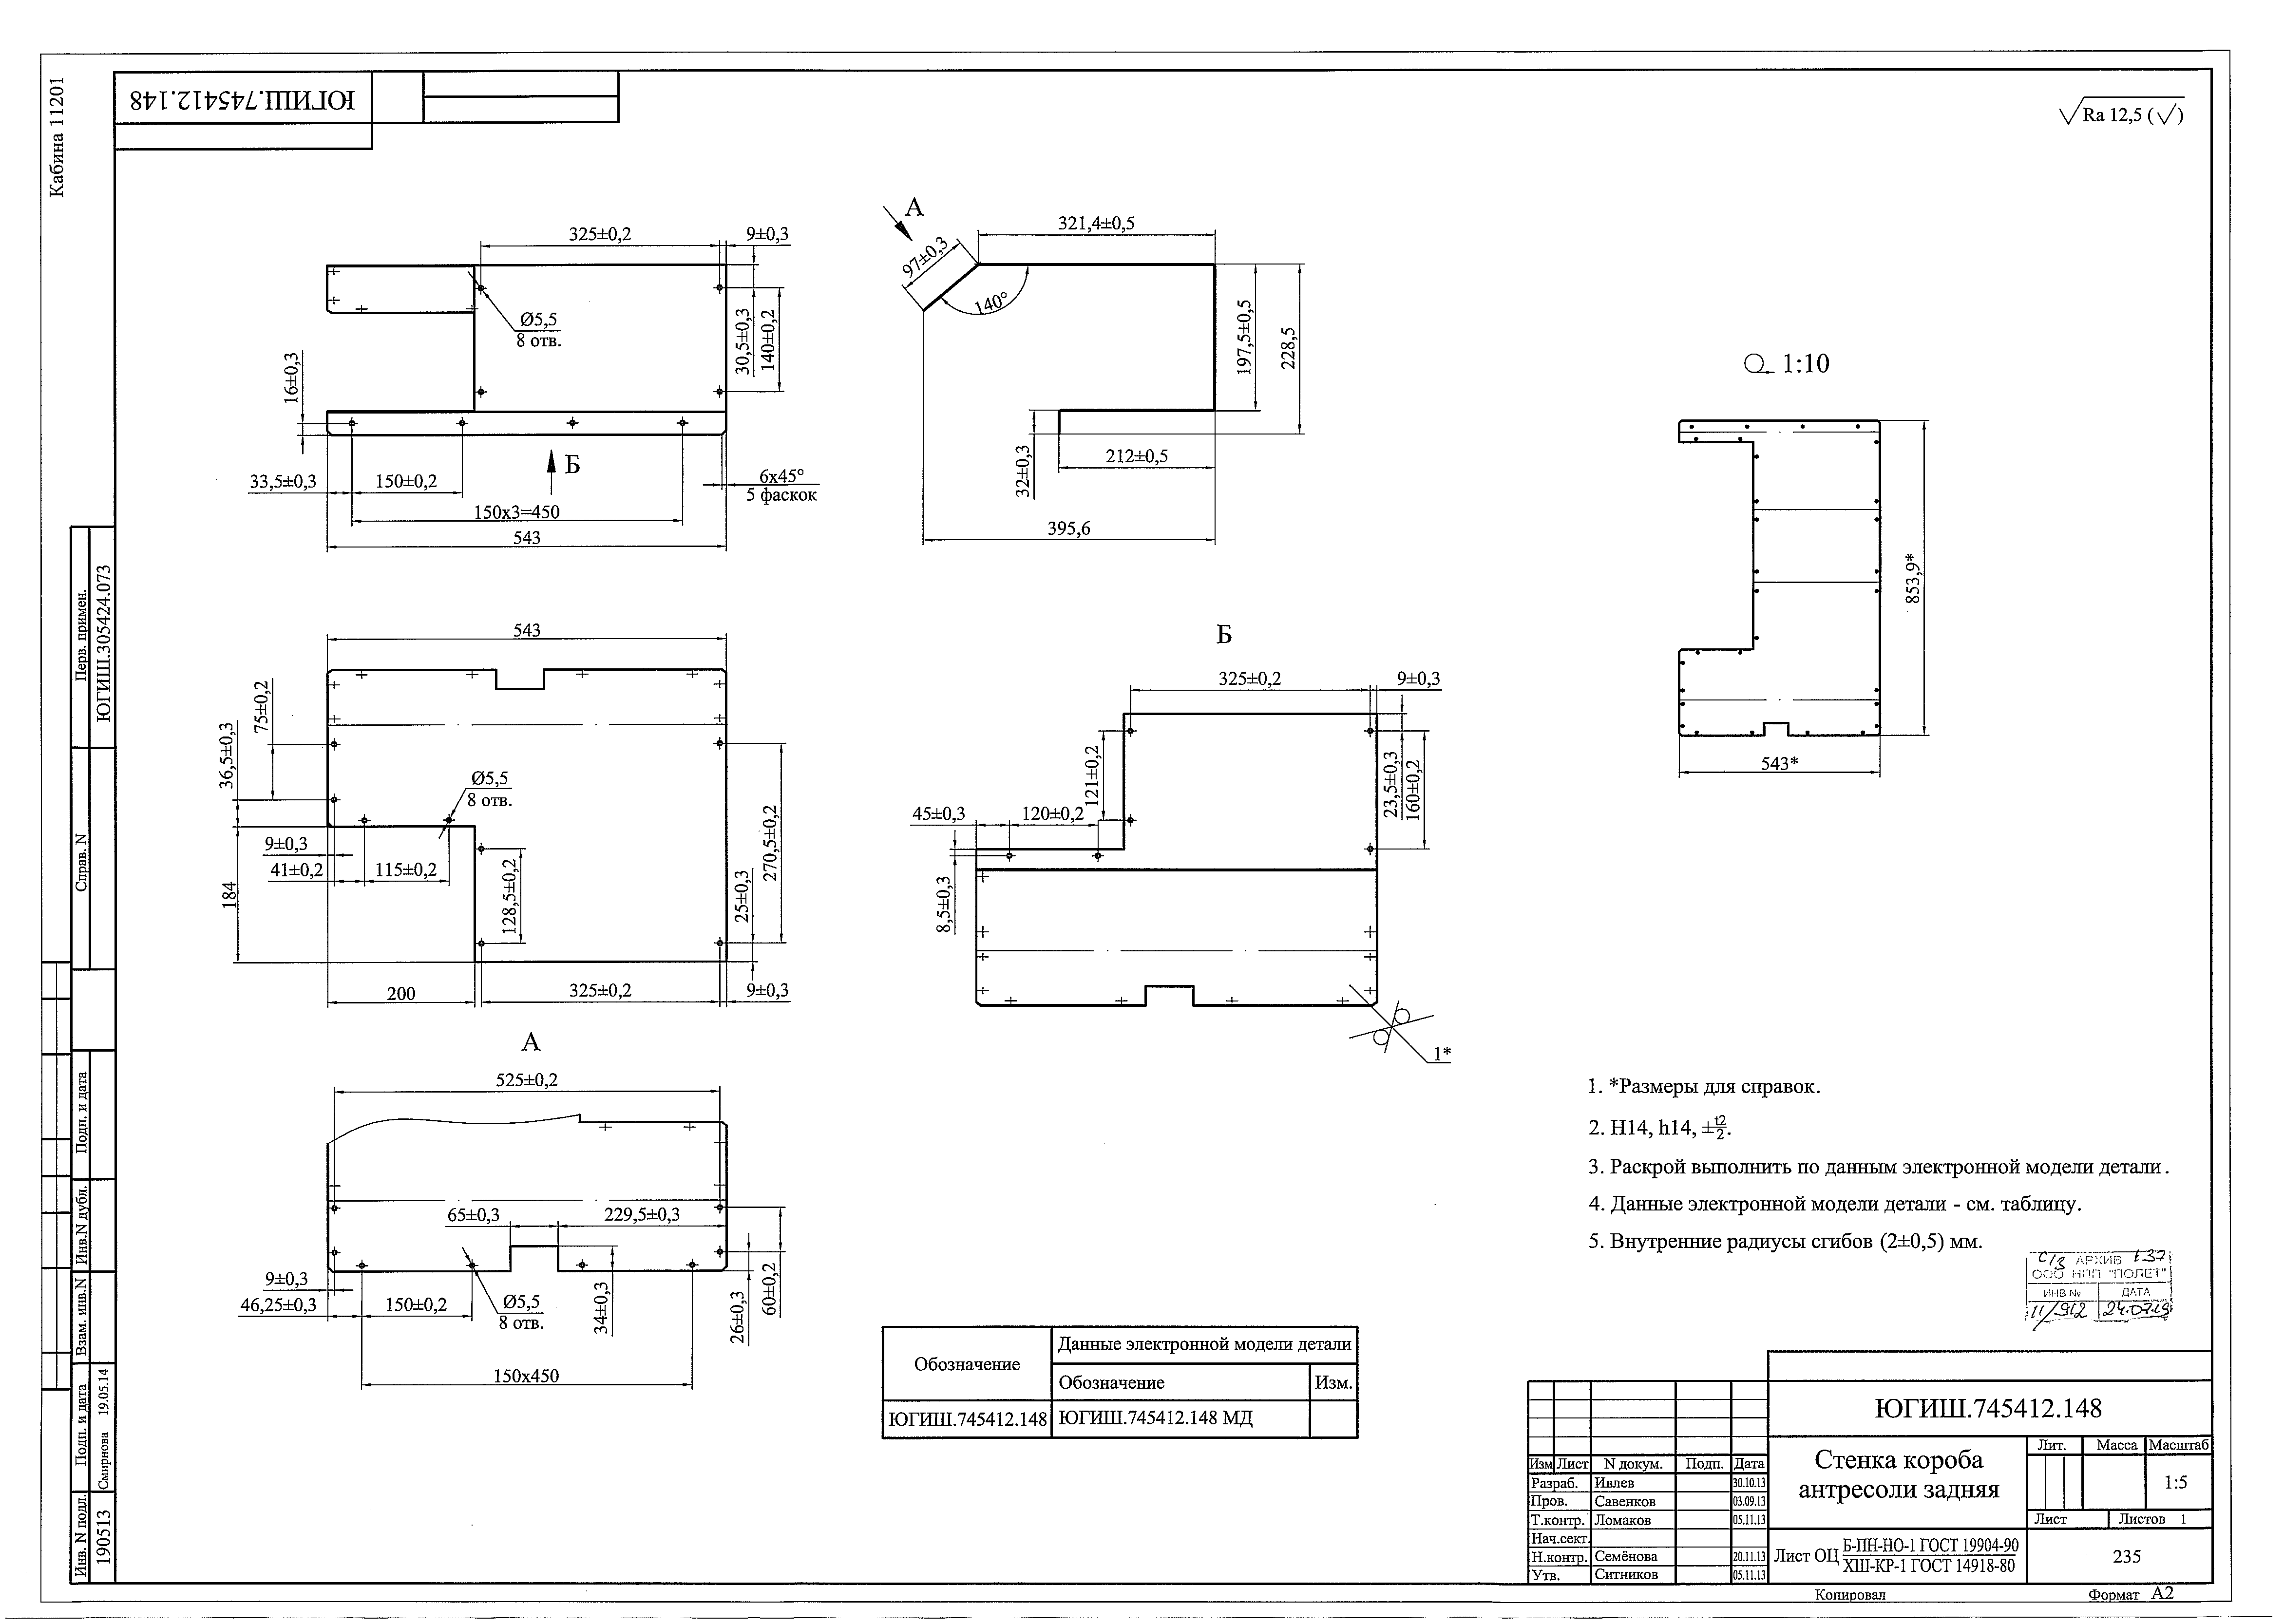 Кабина 11201
ЮГИШ.745412.148
Ra 12,5 ( )
325±0,2
9±0,3
Ø5,5
8 отв.
30,5±0,3
140±0,2
16±0,3
33,5±0,3
150±0,2
Б
6х45°
5 фасок
150х3=450
543
А
97±0,3
321,4±0,5
140°
197,5±0,5
228,5
32±0,3
212±0,5
395,6
1:10
853,9*
543*
543
75±0,2
36,5±0,3
Ø5,5
8 отв.
9±0,3
41±0,2
115±0,2
128,5±0,2
270,5±0,2
25±0,3
184
200
325±0,2
9±0,3
Б
325±0,2
9±0,3
121±0,2
23,5±0,3
160±0,2
45±0,3
120±0,2
8,5±0,3
1*
А
525±0,2
65±0,3
229,5±0,3
9±0,3
46,25±0,3
150±0,2
Ø5,5
8 отв.
34±0,3
26±0,3
60±0,2
150х450
1. *Размеры для справок.
2. H14, h14, ±t2/2.
3. Раскрой выполнить по данным электронной модели детали.
4. Данные электронной модели детали - см. таблицу.
5. Внутренние радиусы сгибов (2±0,5) мм.
АРХИВ
ООО НПП "ПОЛЕТ"
ИНВ № ДАТА
11/912
Обозначение
Данные электронной модели детали
Обозначение Изм.
ЮГИШ.745412.148 ЮГИШ.745412.148 МД
Перв. примен.
ЮГИШ.305424.073
Справ. N
Подп. и дата
Инв.N дубл.
Взам. инв.N
Подп. и дата
Смирнова 19.05.14
Инв. N подл.
190513
ЮГИШ.745412.148
Изм Лист N докум. Подп. Дата
Разраб. Ивлев 30.10.13
Пров. Савенков 03.09.13
Т.контр. Ломаков 05.11.13
Нач.сект.
Н.контр. Семёнова 20.11.13
Утв. Ситников 05.11.13
Стенка короба
антресоли задняя
Лит. Масса Масштаб
1:5
Лист Листов 1
Лист ОЦ Б-ПН-НО-1 ГОСТ 19904-90
ХШ-КР-1 ГОСТ 14918-80
235
Копировал Формат А2